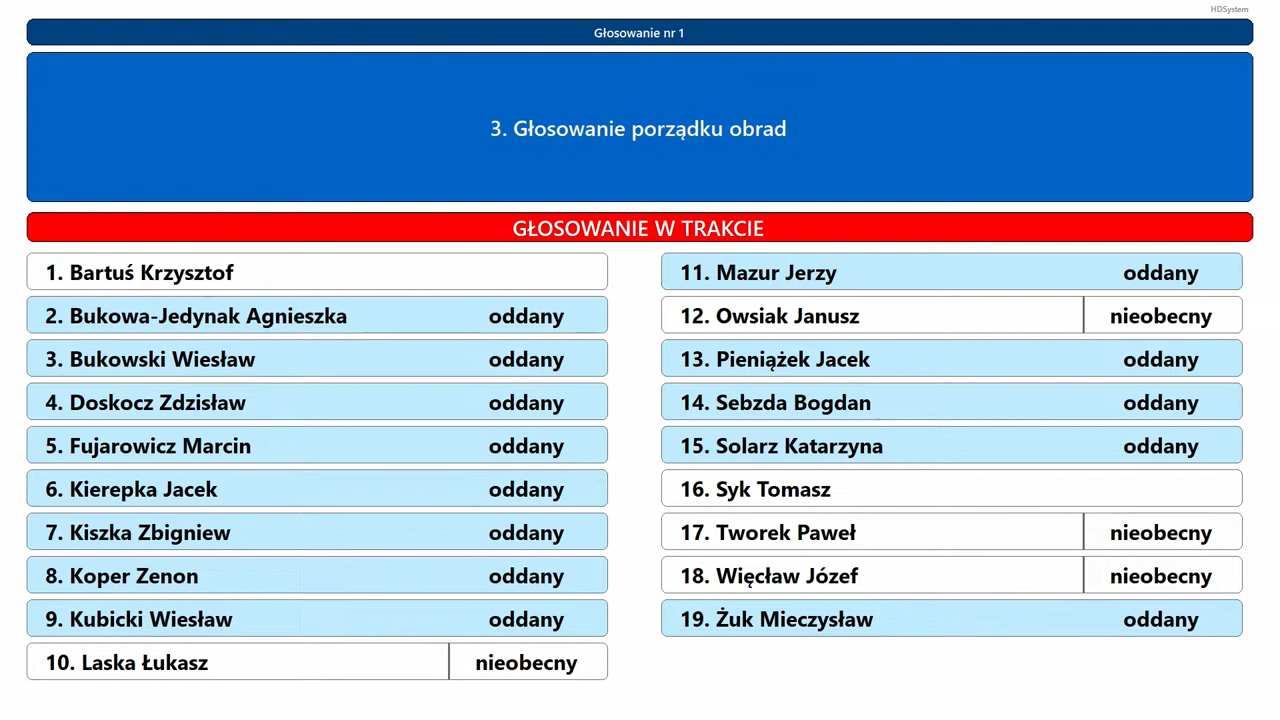 HDSystem
Głosowanie nr 1
3. Głosowanie porządku obrad
GŁOSOWANIE W TRAKCIE
1. Bartuś Krzysztof
2. Bukowa-Jedynak Agnieszka oddany
3. Bukowski Wiesław oddany
4. Doskocz Zdzisław oddany
5. Fujarowicz Marcin oddany
6. Kierepka Jacek oddany
7. Kiszka Zbigniew oddany
8. Koper Zenon oddany
9. Kubicki Wiesław oddany
10. Laska Łukasz nieobecny
11. Mazur Jerzy oddany
12. Owsiak Janusz nieobecny
13. Pieniążek Jacek oddany
14. Sebzda Bogdan oddany
15. Solarz Katarzyna oddany
16. Syk Tomasz
17. Tworek Paweł nieobecny
18. Więcław Józef nieobecny
19. Żuk Mieczysław oddany